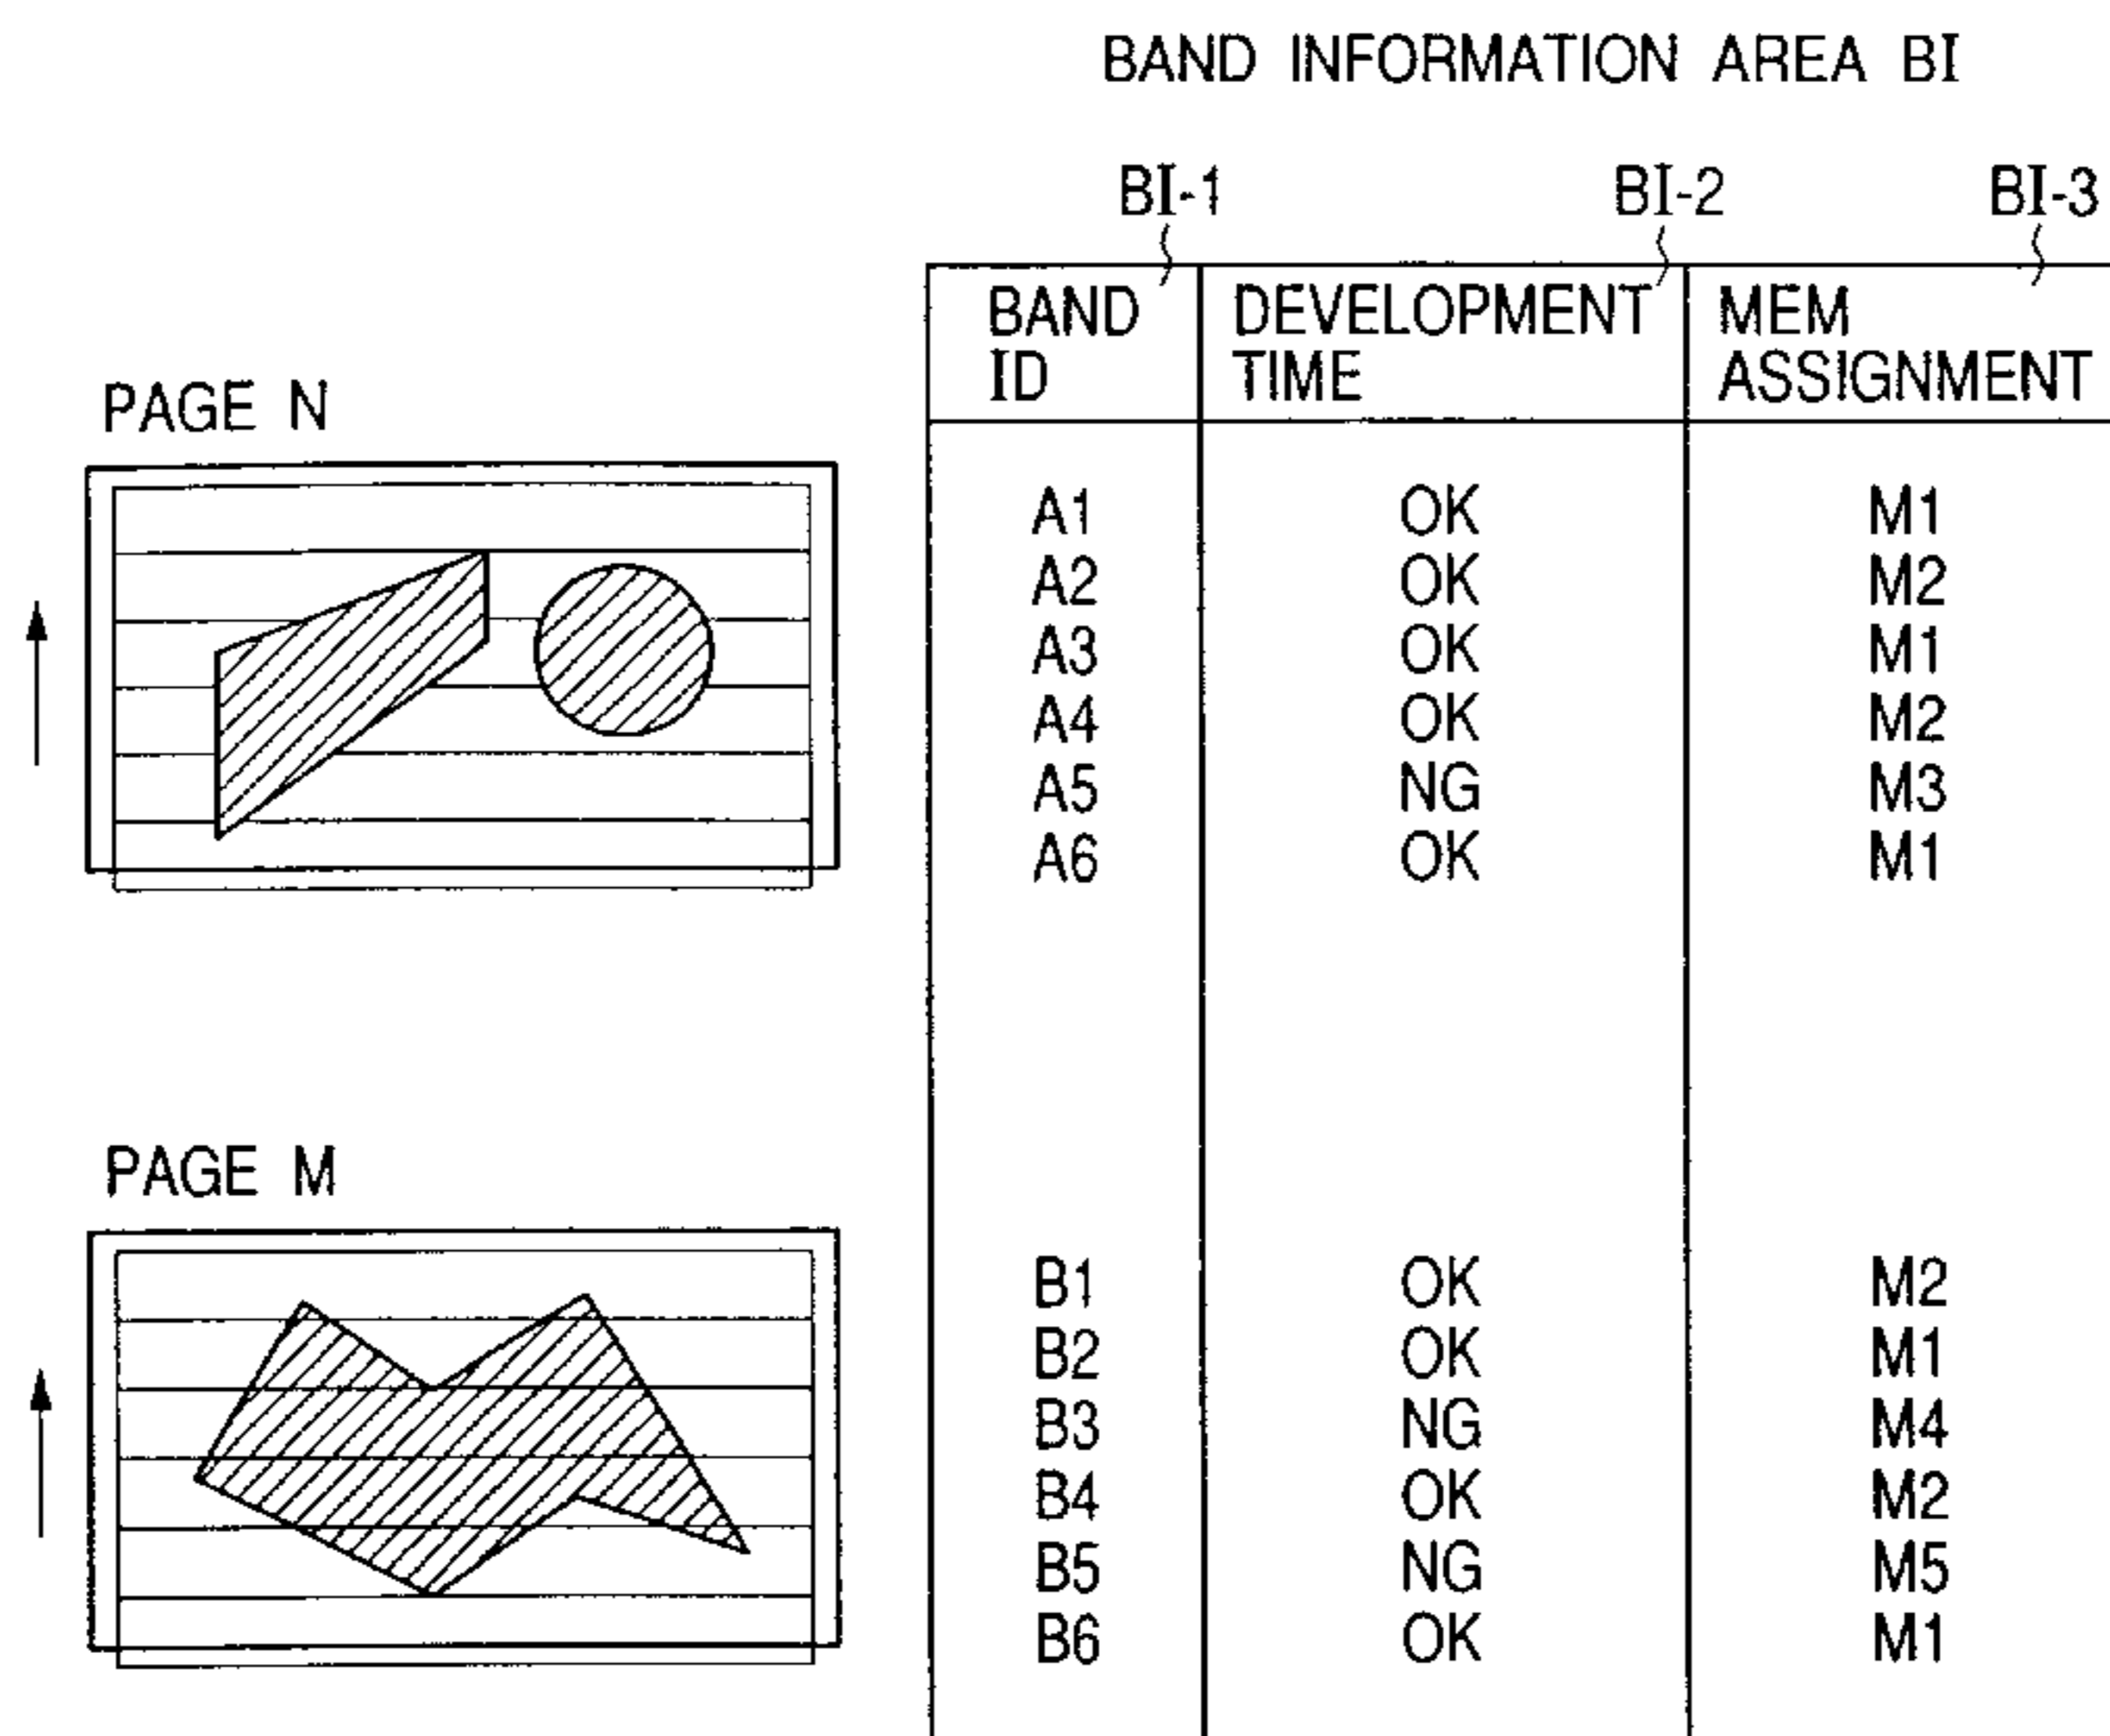 BAND INFORMATION AREA BI
BI-1 BI-2 BI-3
BAND ID DEVELOPMENT TIME MEM ASSIGNMENT
PAGE N
A1 OK M1
A2 OK M2
A3 OK M1
A4 OK M2
A5 NG M3
A6 OK M1
PAGE M
B1 OK M2
B2 OK M1
B3 NG M4
B4 OK M2
B5 NG M5
B6 OK M1